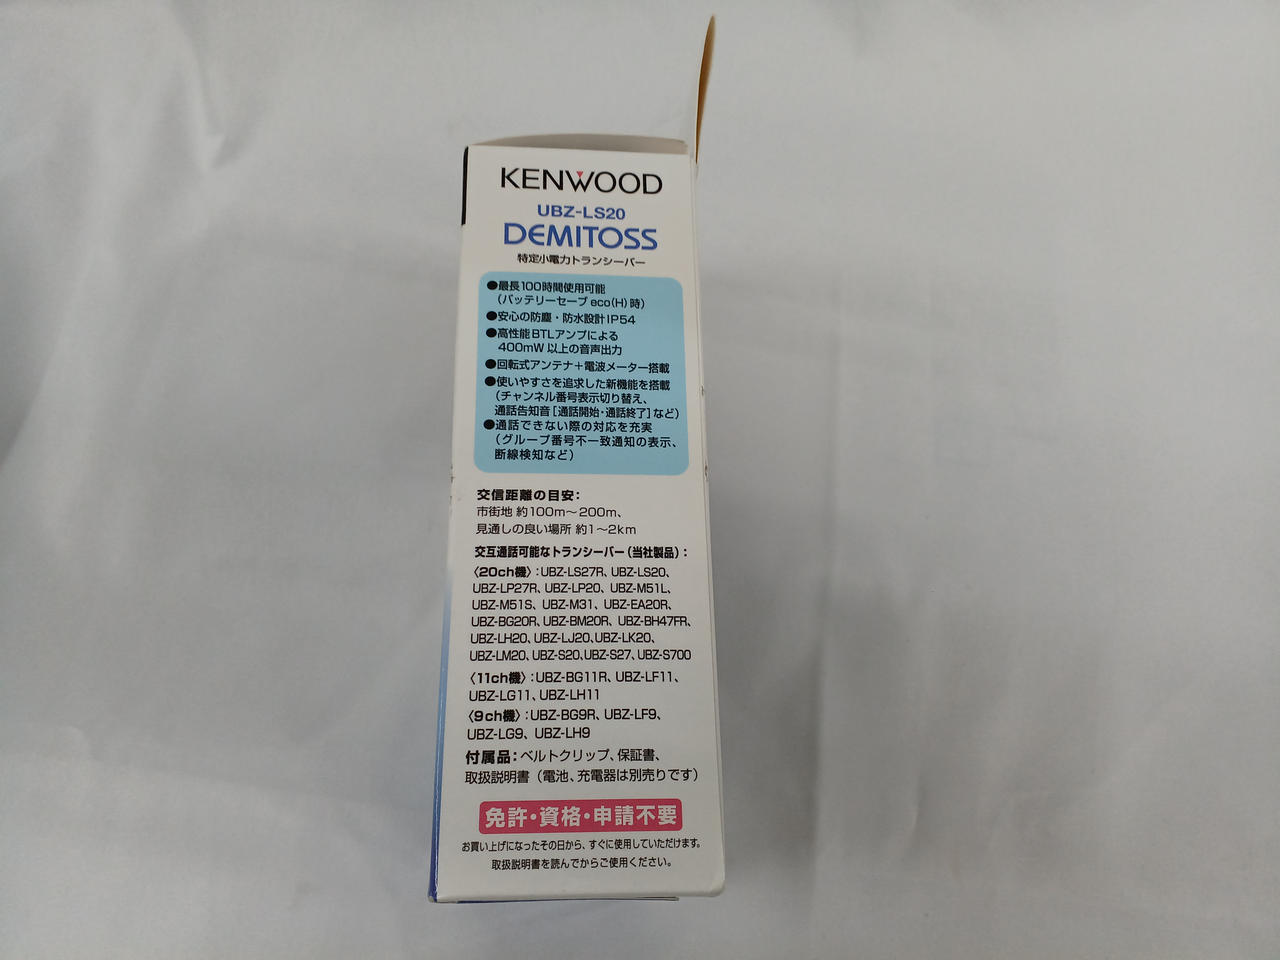 KENWOOD
UBZ-LS20
DEMITOSS
特定小電力トランシーバー
●最長100時間使用可能
（バッテリーセーブ eco(H) 時）
●安心の防塵・防水設計IP54
●高性能BTLアンプによる
400mW 以上の音声出力
●回転式アンテナ＋電波メーター搭載
●使いやすさを追求した新機能を搭載
（チャンネル番号表示切り替え、
通話告知音［通話開始・通話終了］など）
●通話できない際の対応を充実
（グループ番号不一致通知の表示、
断線検知など）
交信距離の目安：
市街地 約100m～200m、
見通しの良い場所 約1～2km
交互通話可能なトランシーバー（当社製品）：
〈20ch機〉：UBZ-LS27R、UBZ-LS20、
UBZ-LP27R、UBZ-LP20、UBZ-M51L、
UBZ-M51S、UBZ-M31、UBZ-EA20R、
UBZ-BG20R、UBZ-BM20R、UBZ-BH47FR、
UBZ-LH20、UBZ-LJ20、UBZ-LK20、
UBZ-LM20、UBZ-S20、UBZ-S27、UBZ-S700
〈11ch機〉：UBZ-BG11R、UBZ-LF11、
UBZ-LG11、UBZ-LH11
〈9ch機〉：UBZ-BG9R、UBZ-LF9、
UBZ-LG9、UBZ-LH9
付属品：ベルトクリップ、保証書、
取扱説明書（電池、充電器は別売りです）
免許・資格・申請不要
お買い上げになったその日から、すぐに使用していただけます。
取扱説明書を読んでからご使用ください。